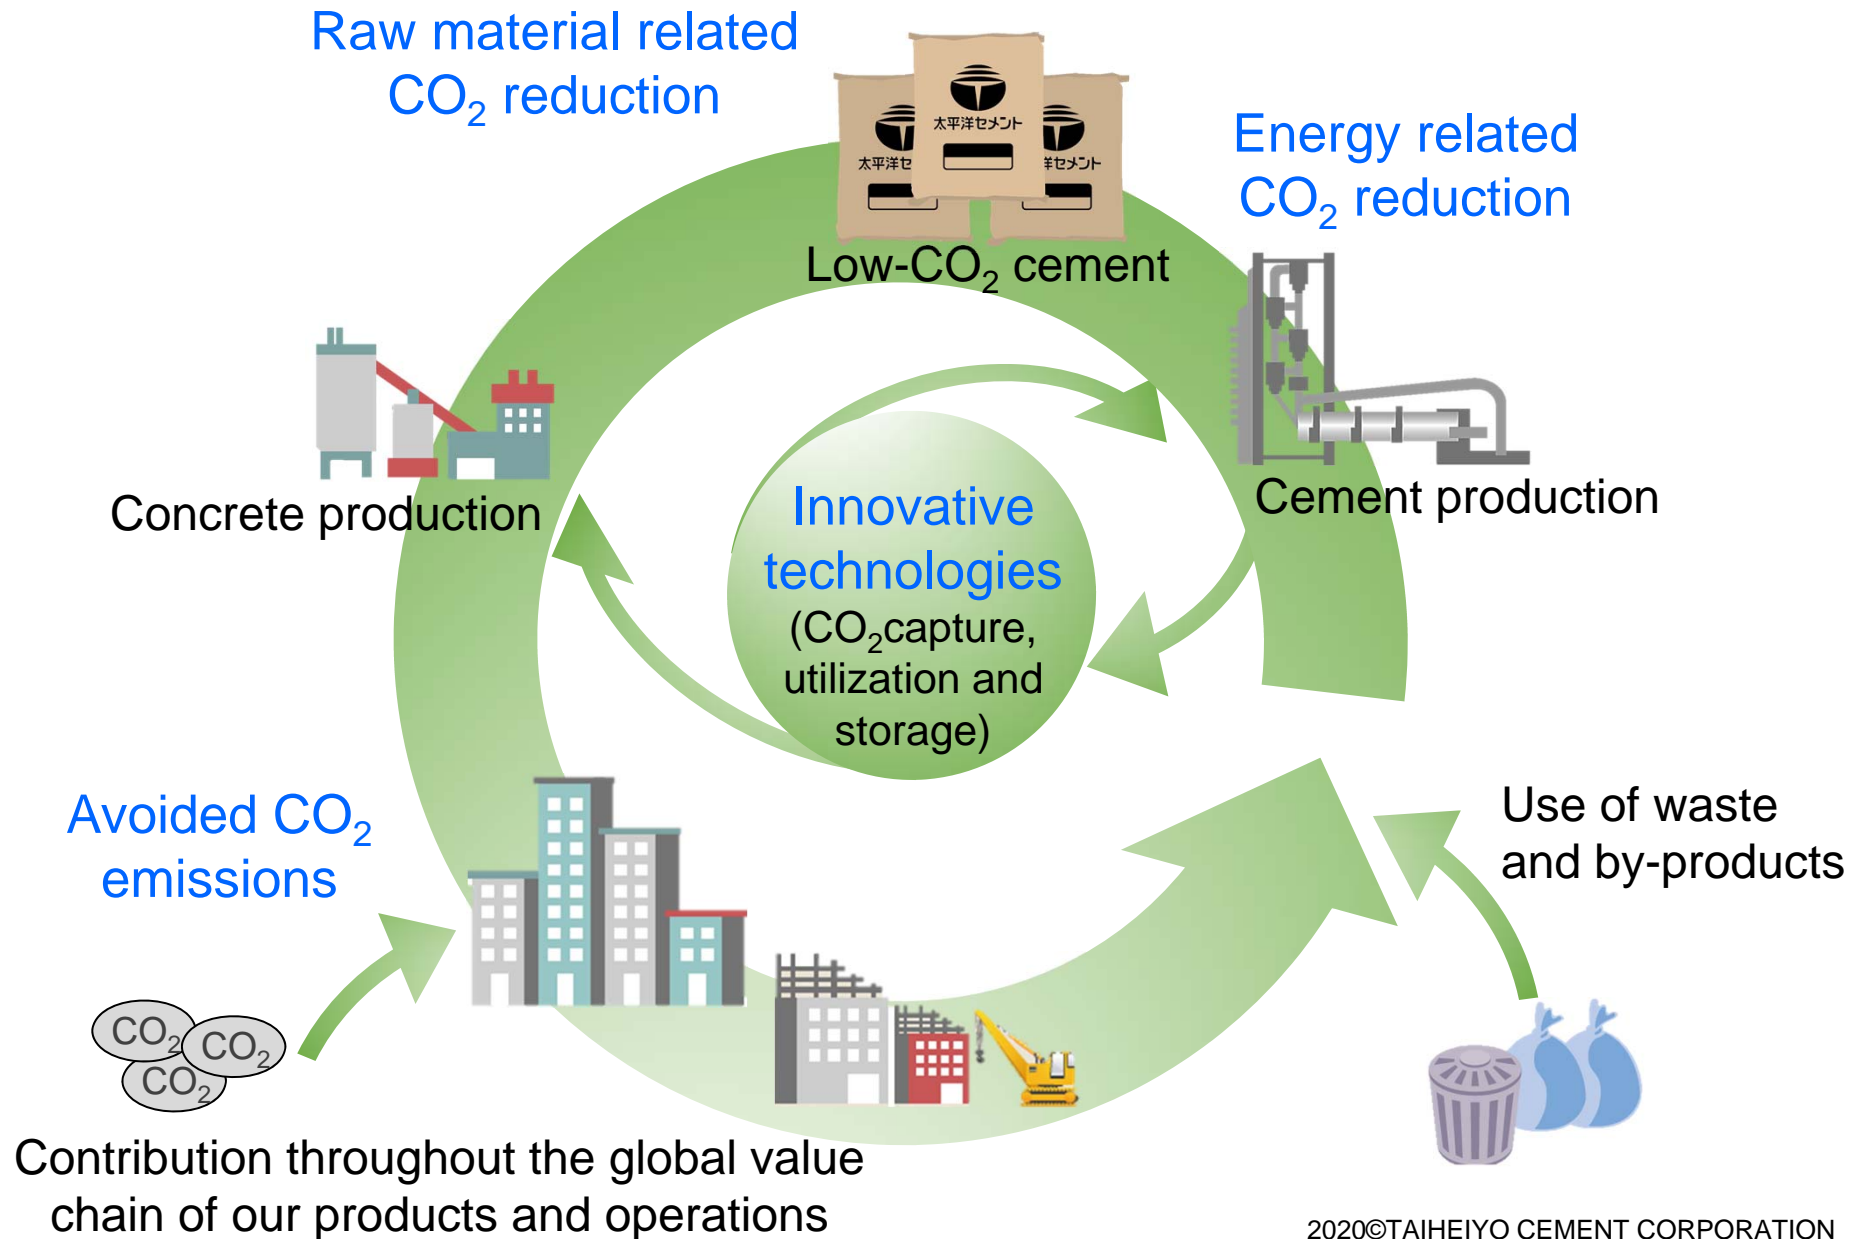 Raw material related
CO₂ reduction
太平洋セメント
太平洋セ
羊セメント
Energy related
CO₂ reduction
Low-CO₂ cement
Concrete production
Cement production
Innovative
technologies
(CO₂capture,
utilization and
storage)
Avoided CO₂
emissions
Use of waste
and by-products
CO₂
CO₂
CO₂
Contribution throughout the global value
chain of our products and operations
2020©TAIHEIYO CEMENT CORPORATION